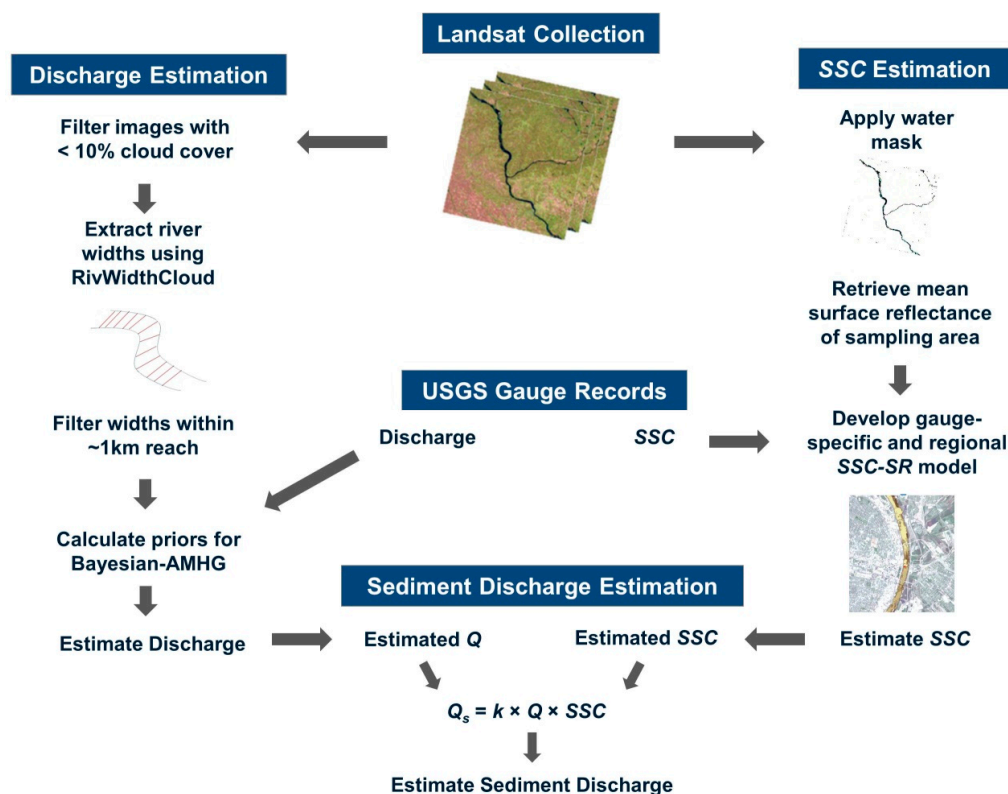 Landsat Collection
Discharge Estimation
Filter images with
< 10% cloud cover
Extract river
widths using
RivWidthCloud
Filter widths within
~1km reach
Calculate priors for
Bayesian-AMHG
Estimate Discharge
SSC Estimation
Apply water
mask
Retrieve mean
surface reflectance
of sampling area
Develop gauge-
specific and regional
SSC-SR model
Estimate SSC
USGS Gauge Records
Discharge
SSC
Sediment Discharge Estimation
Estimated Q
Estimated SSC
Qs = k × Q × SSC
Estimate Sediment Discharge